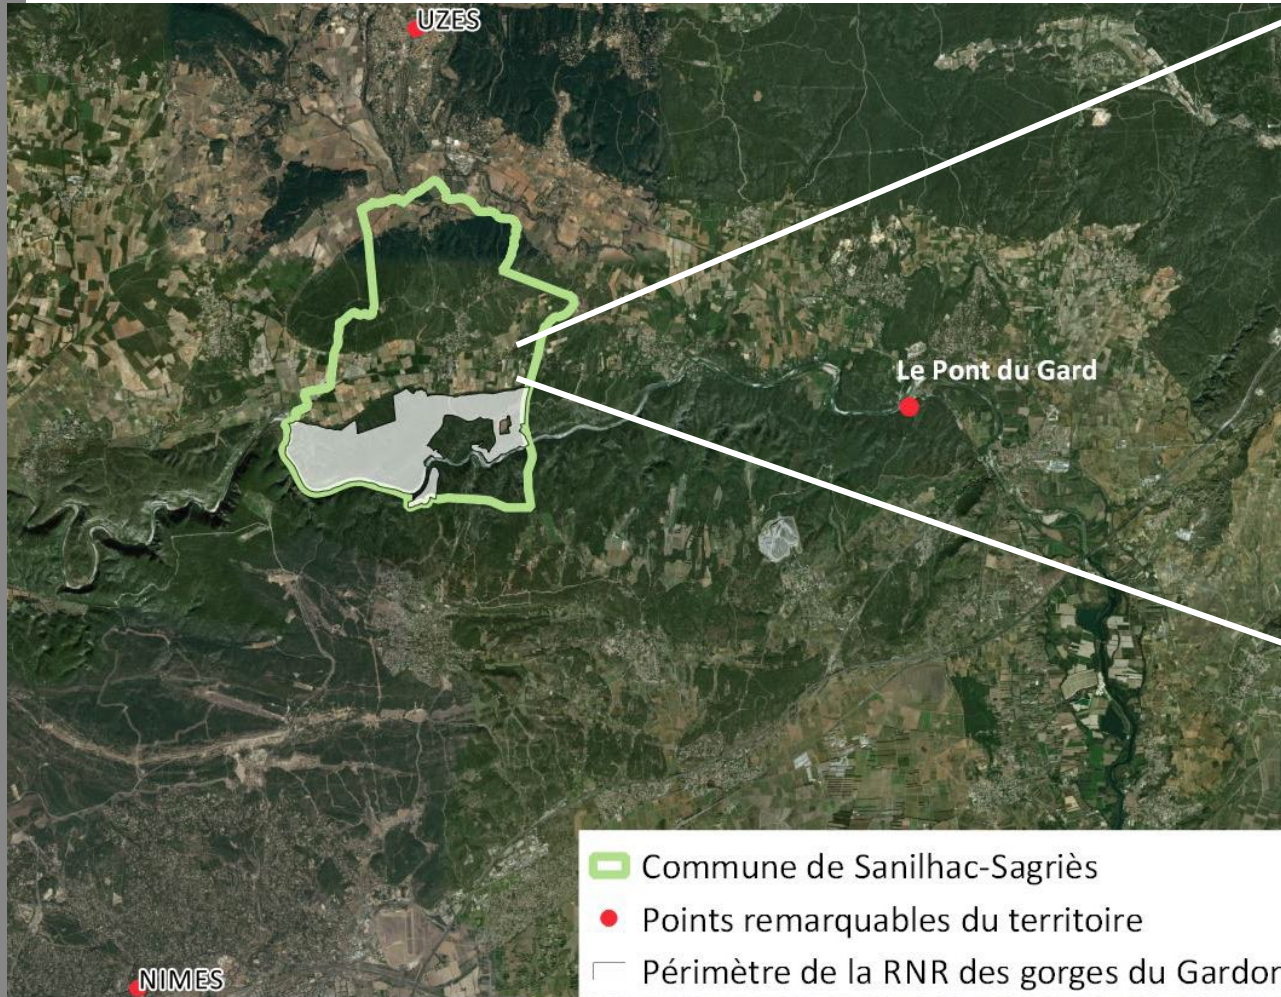 UZES
Le Pont du Gard
Commune de Sanilhac-Sagriès
Points remarquables du territoire
Périmètre de la RNR des gorges du Gardon
NIMES